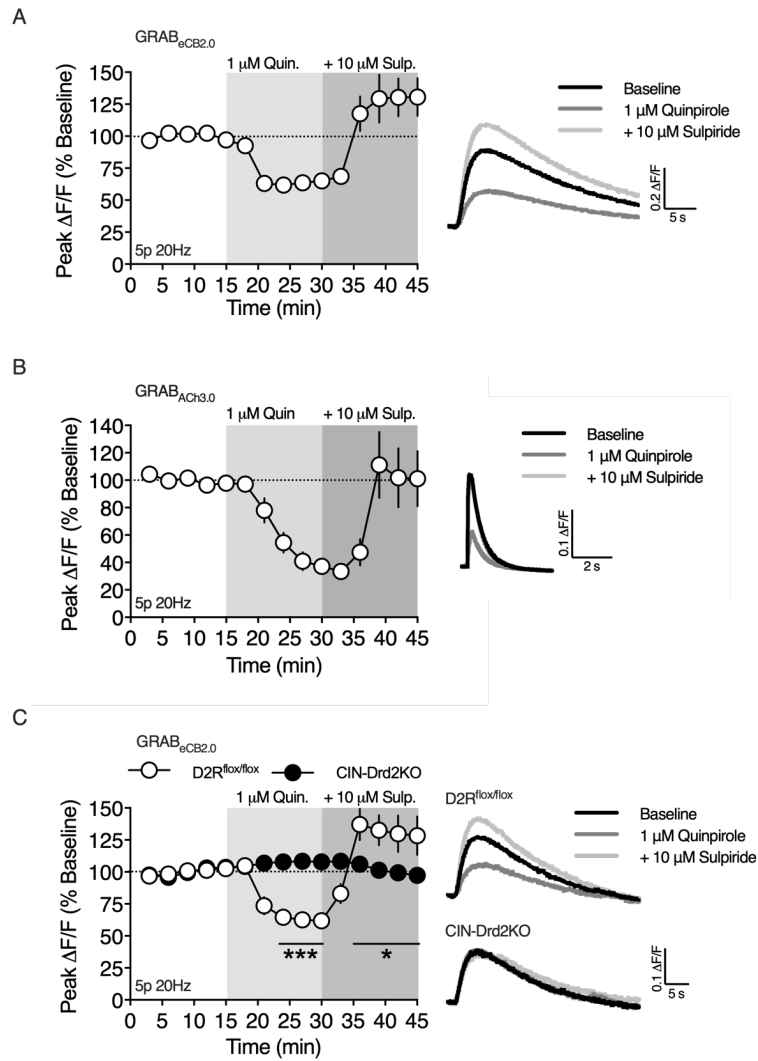 A
GRABeCB2.0
1 µM Quin. + 10 µM Sulp.
150
125
100
75
50
25
0
Peak ΔF/F (% Baseline)
5p 20Hz
0 5 10 15 20 25 30 35 40 45
Time (min)
Baseline
1 µM Quinpirole
+ 10 µM Sulpiride
0.2 ΔF/F
5 s
B
GRABACh3.0
1 µM Quin + 10 µM Sulp.
140
120
100
80
60
40
20
0
Peak ΔF/F (% Baseline)
5p 20Hz
0 5 10 15 20 25 30 35 40 45
Time (min)
Baseline
1 µM Quinpirole
+ 10 µM Sulpiride
0.1 ΔF/F
2 s
C
GRABeCB2.0
D2Rflox/flox CIN-Drd2KO
1 µM Quin. + 10 µM Sulp.
150
125
100
75
50
25
0
Peak ΔF/F (% Baseline)
*** *
5p 20Hz
0 5 10 15 20 25 30 35 40 45
Time (min)
D2Rflox/flox
Baseline
1 µM Quinpirole
+ 10 µM Sulpiride
CIN-Drd2KO
0.1 ΔF/F
5 s